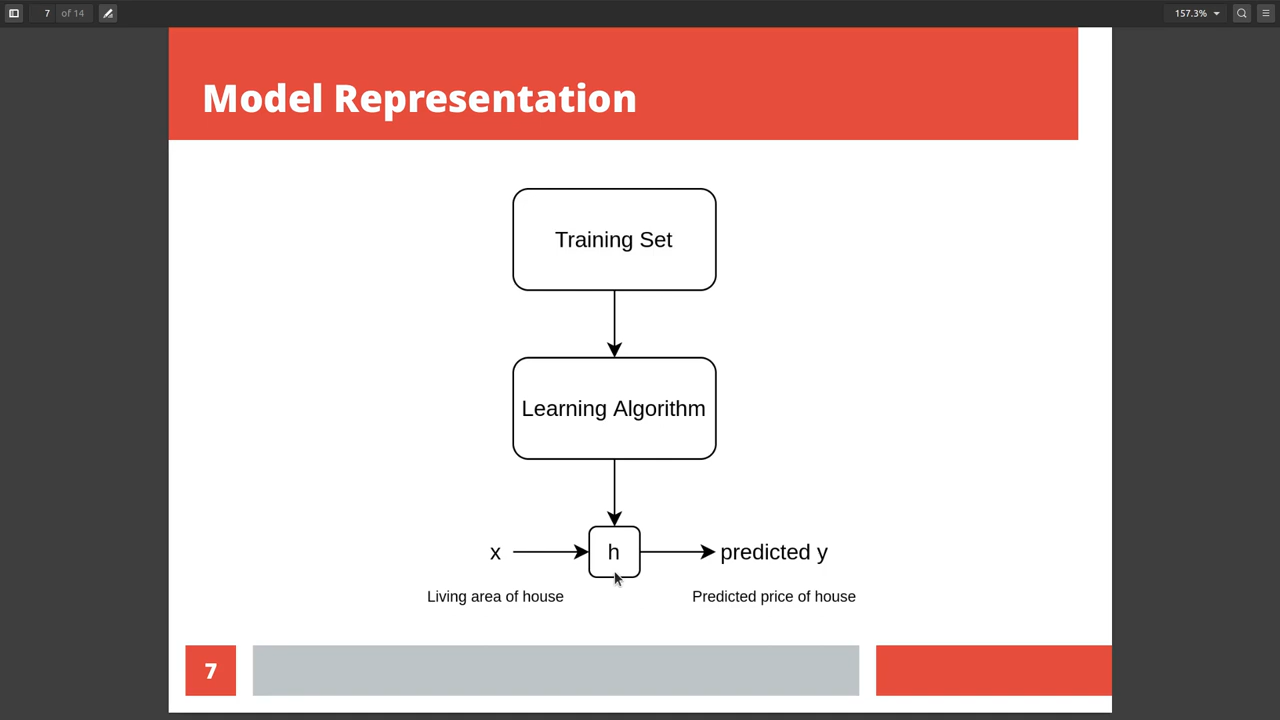 7 of 14
157.3%
Model Representation
Training Set
Learning Algorithm
x
h
predicted y
Living area of house
Predicted price of house
7